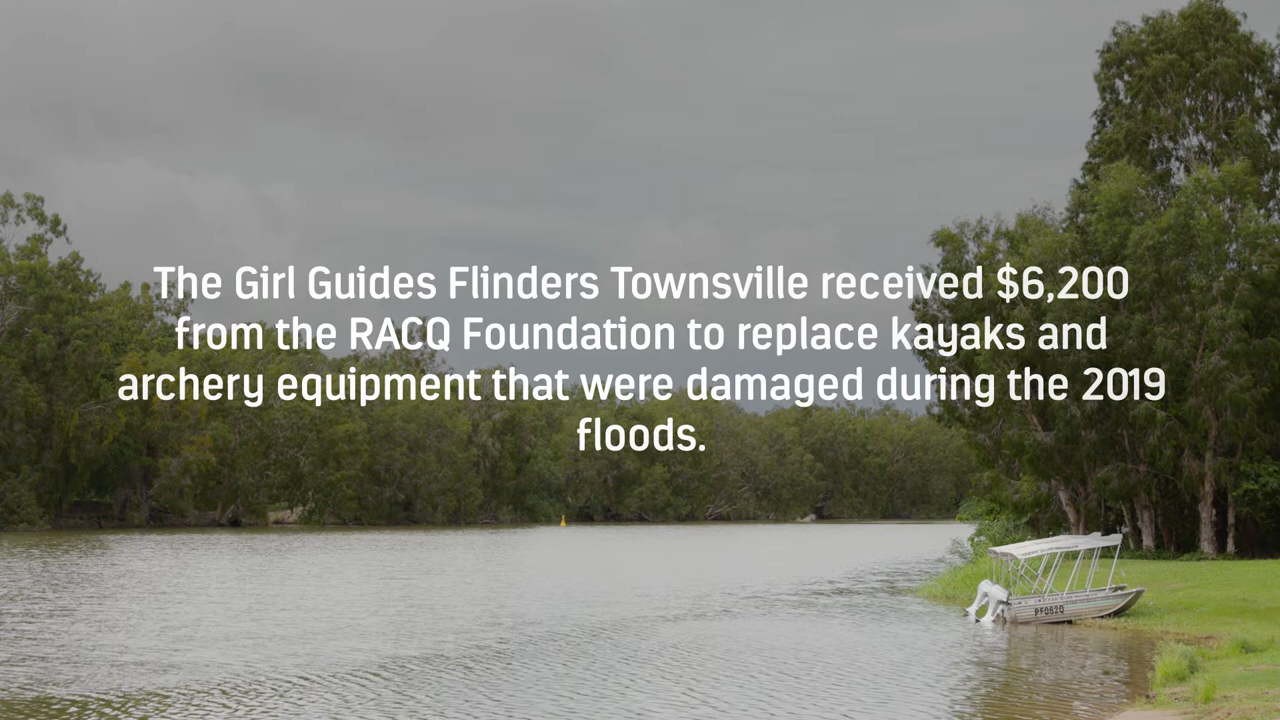 The Girl Guides Flinders Townsville received $6,200
from the RACQ Foundation to replace kayaks and
archery equipment that were damaged during the 2019
floods.
PF062Q